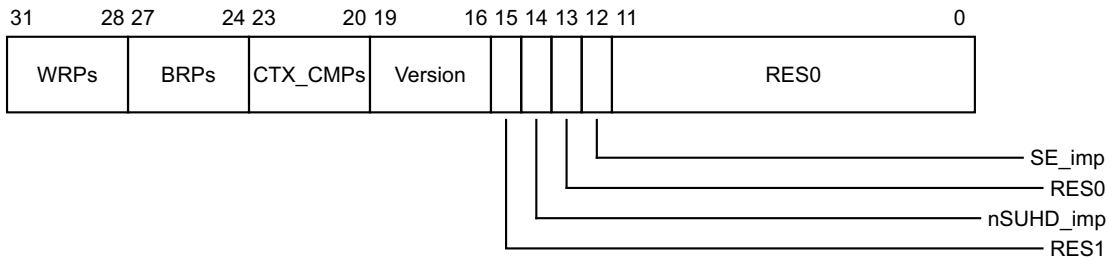 31 28 27 24 23 20 19 16 15 14 13 12 11 0
WRPs BRPs CTX_CMPs Version RES0
SE_imp
RES0
nSUHD_imp
RES1